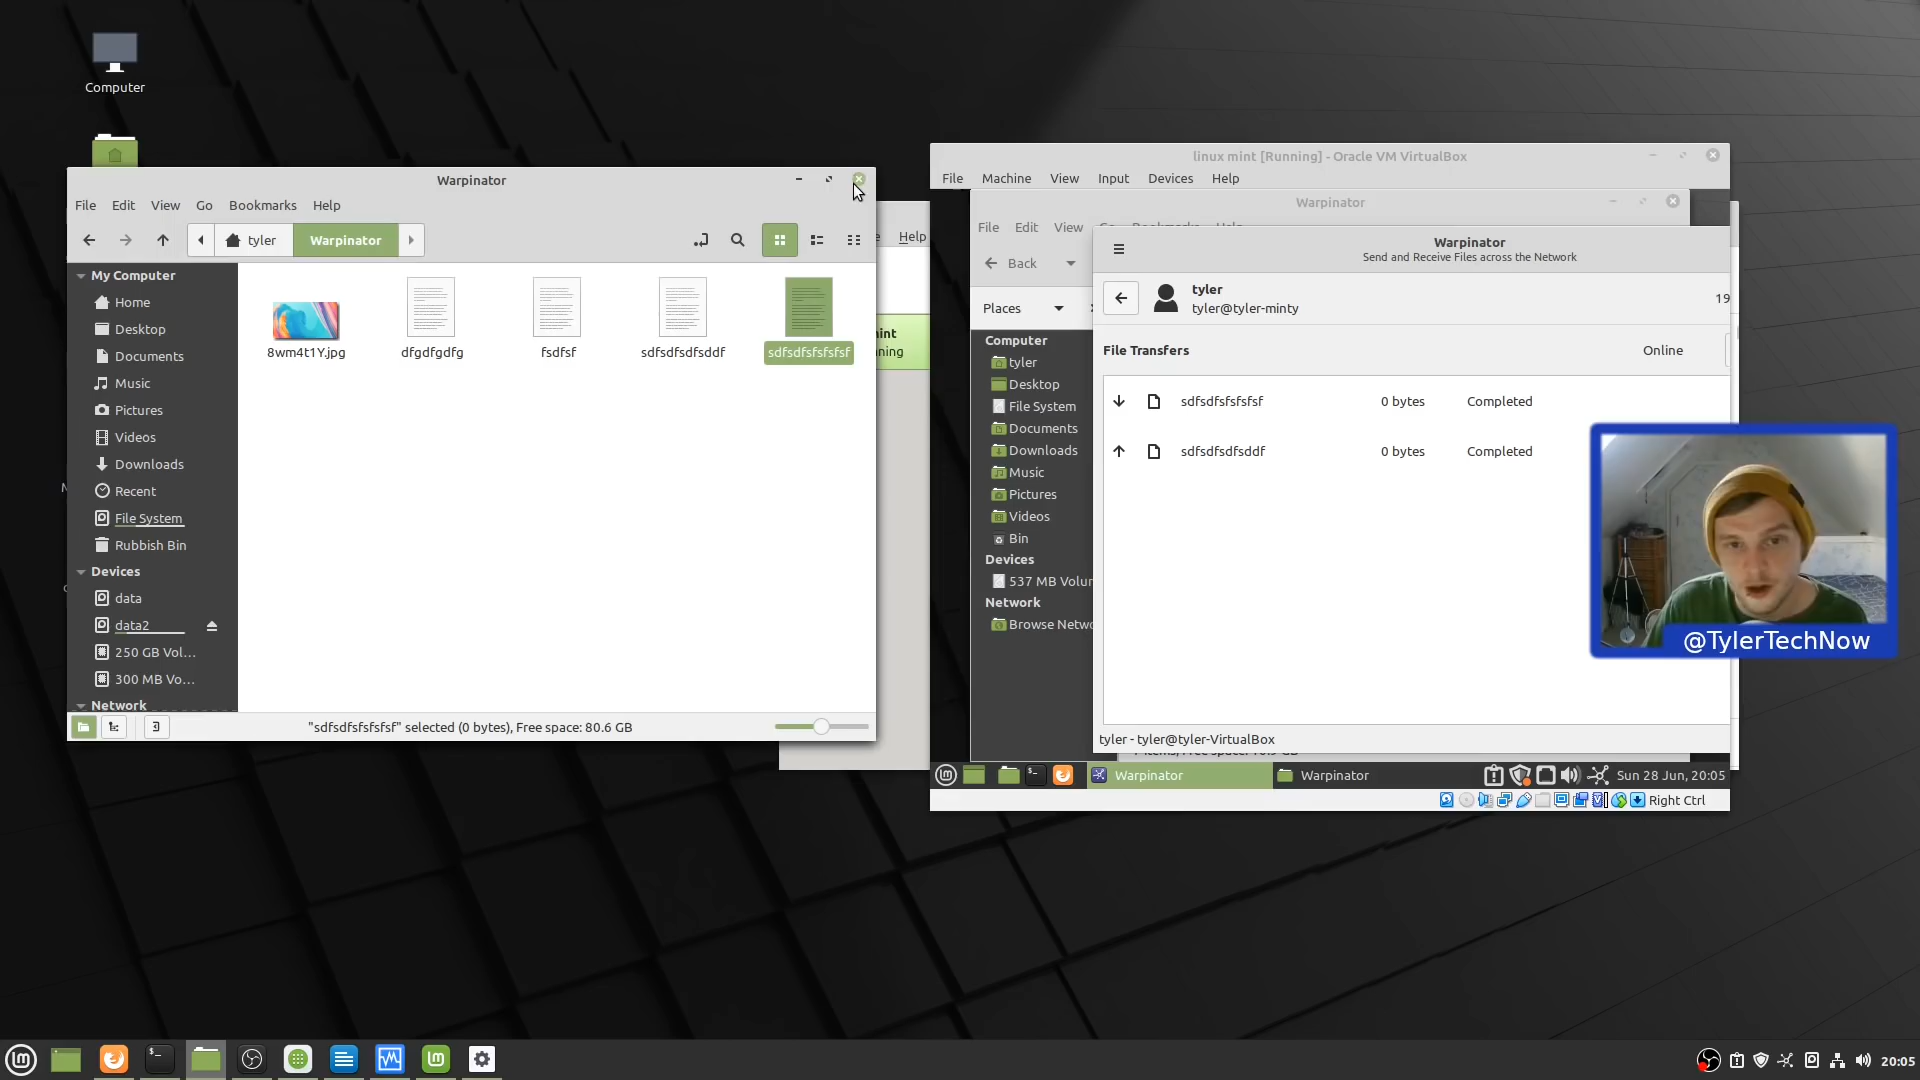 Computer
Warpinator
File Edit View Go Bookmarks Help
tyler
Warpinator
My Computer
Home
Desktop
Documents
Music
Pictures
Videos
Downloads
Recent
File System
Rubbish Bin
Devices
data
data2
250 GB Vol...
300 MB Vo...
Network
8wm4t1Y.jpg
dfgdfgdfg
fsdfsf
sdfsdfsdfsddf
sdfsdfsfsfsfsf
"sdfsdfsfsfsfsf" selected (0 bytes), Free space: 80.6 GB
Help
linux mint [Running] - Oracle VM VirtualBox
File Machine View Input Devices Help
Warpinator
File Edit View
Back
Places
Computer
tyler
Desktop
File System
Documents
Downloads
Music
Pictures
Videos
Bin
Devices
537 MB Volur
Network
Browse Netwo
Warpinator
Send and Receive Files across the Network
tyler
tyler@tyler-minty
19
File Transfers
Online
sdfsdfsfsfsfsf 0 bytes Completed
sdfsdfsdfsddf 0 bytes Completed
tyler - tyler@tyler-VirtualBox
Warpinator
Warpinator
Sun 28 Jun, 20:05
Right Ctrl
@TylerTechNow
20:05